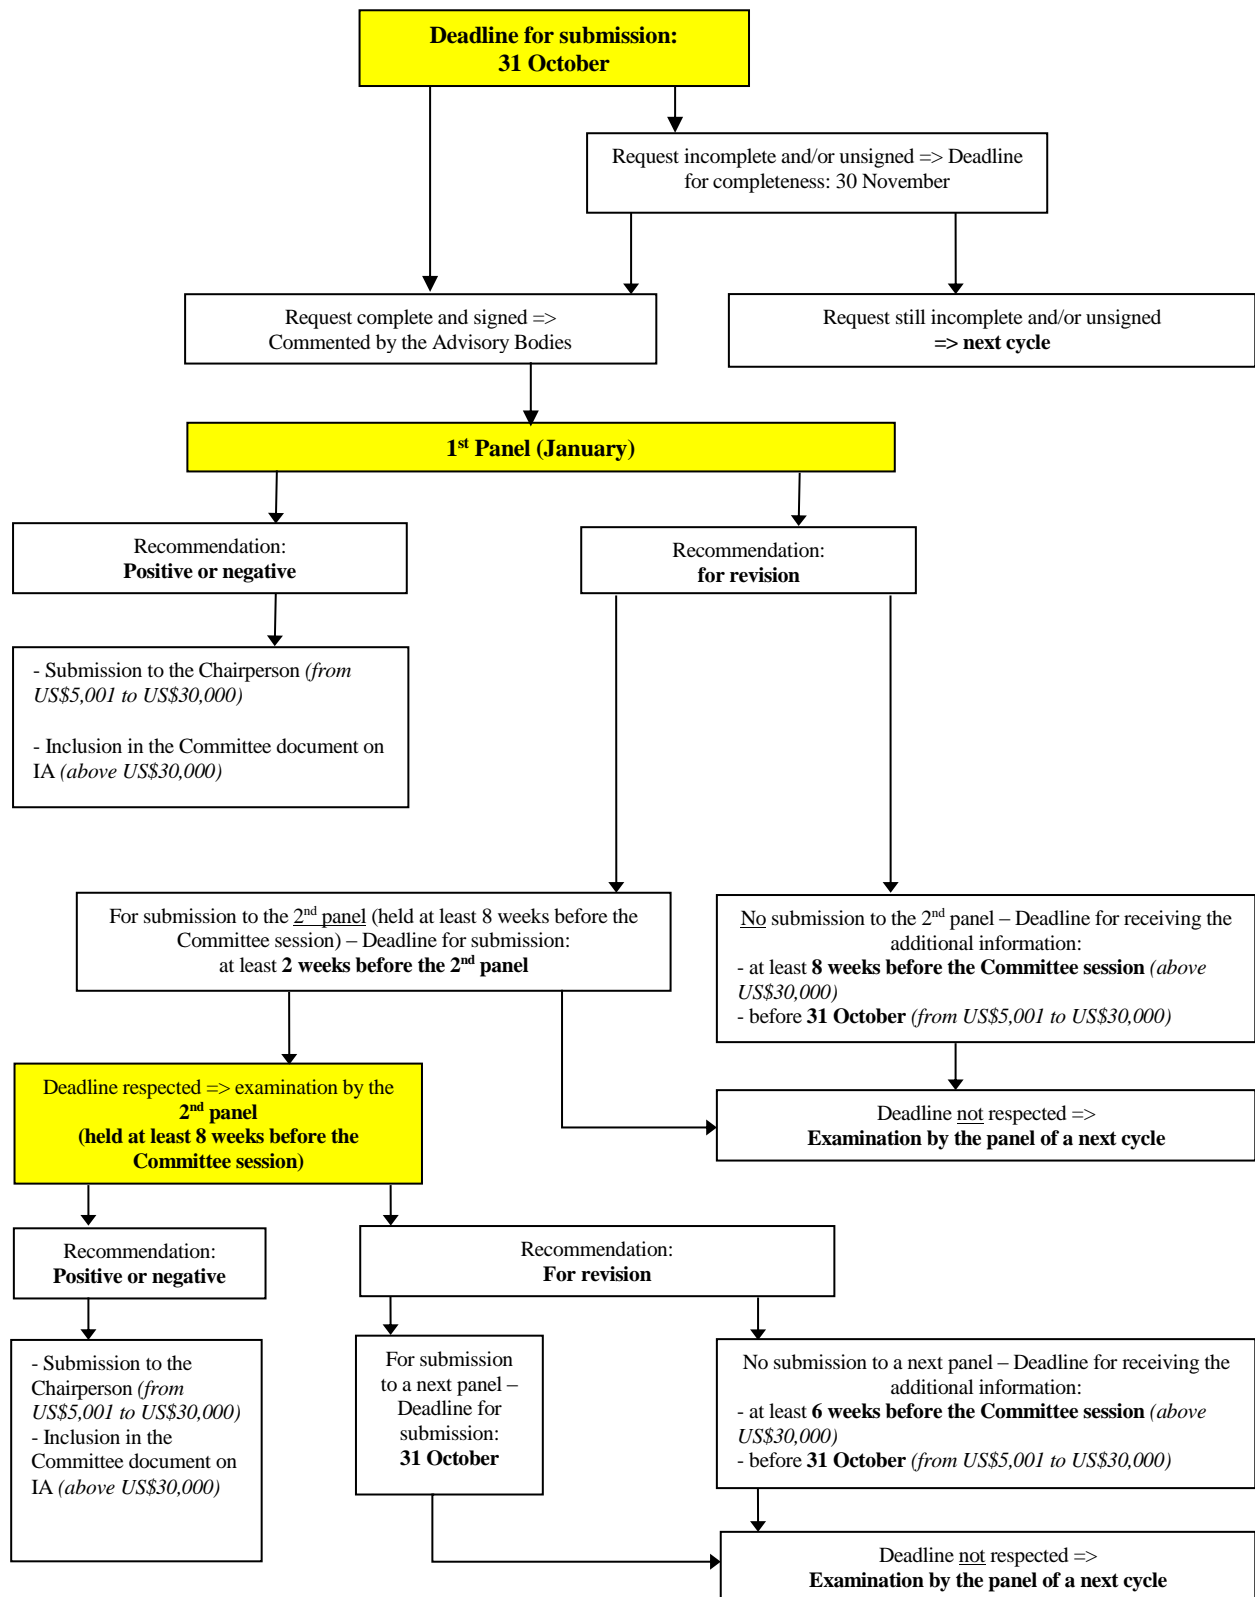 Deadline for submission:
31 October
Request incomplete and/or unsigned => Deadline
for completeness: 30 November
Request complete and signed =>
Commented by the Advisory Bodies
Request still incomplete and/or unsigned
=> next cycle
1st Panel (January)
Recommendation:
Positive or negative
Recommendation:
for revision
- Submission to the Chairperson (from
US$5,001 to US$30,000)
- Inclusion in the Committee document on
IA (above US$30,000)
For submission to the 2nd panel (held at least 8 weeks before the
Committee session) – Deadline for submission:
at least 2 weeks before the 2nd panel
No submission to the 2nd panel – Deadline for receiving the
additional information:
- at least 8 weeks before the Committee session (above
US$30,000)
- before 31 October (from US$5,001 to US$30,000)
Deadline respected => examination by the
2nd panel
(held at least 8 weeks before the
Committee session)
Deadline not respected =>
Examination by the panel of a next cycle
Recommendation:
Positive or negative
Recommendation:
For revision
- Submission to the
Chairperson (from
US$5,001 to US$30,000)
- Inclusion in the
Committee document on
IA (above US$30,000)
For submission
to a next panel –
Deadline for
submission:
31 October
No submission to a next panel – Deadline for receiving the
additional information:
- at least 6 weeks before the Committee session (above
US$30,000)
- before 31 October (from US$5,001 to US$30,000)
Deadline not respected =>
Examination by the panel of a next cycle